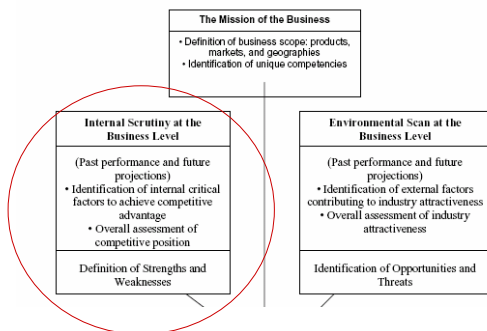 The Mission of the Business
• Definition of business scope: products,
markets, and geographies
• Identification of unique competencies
Internal Scrutiny at the
Business Level
(Past performance and future
projections)
• Identification of internal critical
factors to achieve competitive
advantage
• Overall assessment of
competitive position
Definition of Strengths and
Weaknesses
Environmental Scan at the
Business Level
(Past performance and future
projections)
• Identification of external factors
contributing to industry attractiveness
• Overall assessment of industry
attractiveness
Identification of Opportunities and
Threats